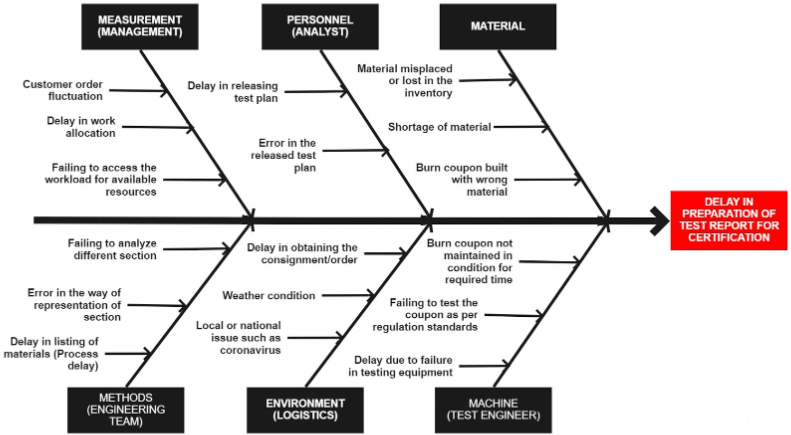 MEASUREMENT
(MANAGEMENT)
PERSONNEL
(ANALYST)
MATERIAL
Customer order
fluctuation
Delay in work
allocation
Failing to access the
workload for available
resources
Delay in releasing
test plan
Error in the
released test
plan
Material misplaced
or lost in the
inventory
Shortage of material
Burn coupon built
with wrong
material
DELAY IN
PREPARATION OF
TEST REPORT FOR
CERTIFICATION
Failing to analyze
different section
Error in the way of
representation of
section
Delay in listing of
materials (Process
delay)
Delay in obtaining the
consignment/order
Weather condition
Local or national
issue such as
coronavirus
Burn coupon not
maintained in
condition for
required time
Failing to test the
coupon as per
regulation standards
Delay due to failure
in testing equipment
METHODS
(ENGINEERING
TEAM)
ENVIRONMENT
(LOGISTICS)
MACHINE
(TEST ENGINEER)